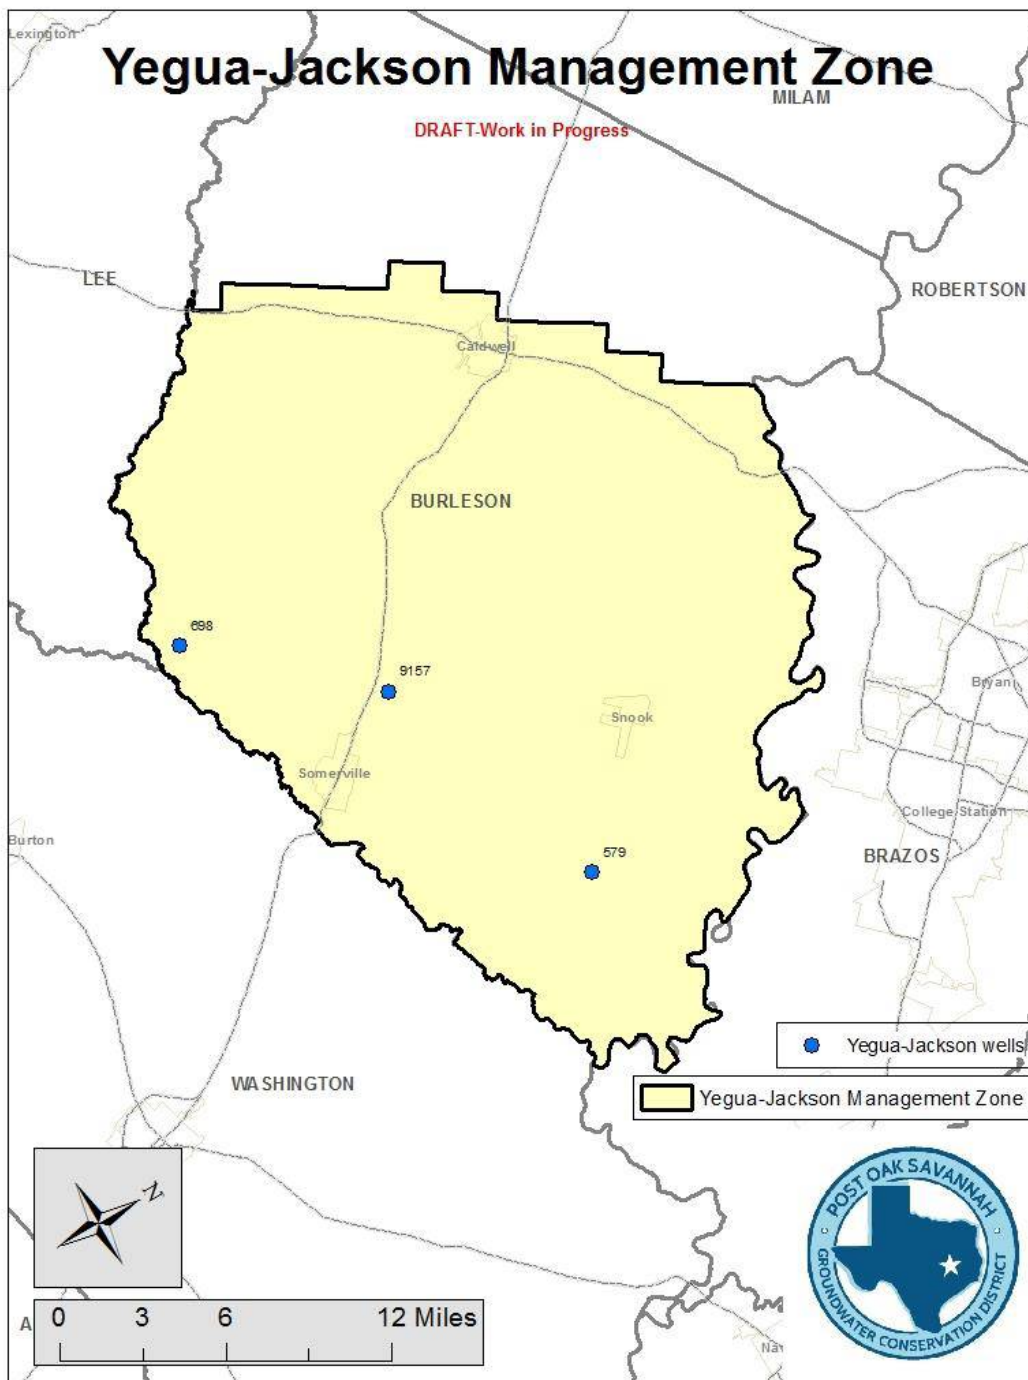 Lexington
Yegua-Jackson Management Zone
MILAM
DRAFT-Work in Progress
LEE
ROBERTSON
Caldwell
BURLESON
698
9157
Bryan
Snook
Somerville
College Station
Burton
BRAZOS
579
Yegua-Jackson wells
WASHINGTON
Yegua-Jackson Management Zone
N
POST OAK SAVANNAH
GROUNDWATER CONSERVATION DISTRICT
A
0 3 6 12 Miles
Nav